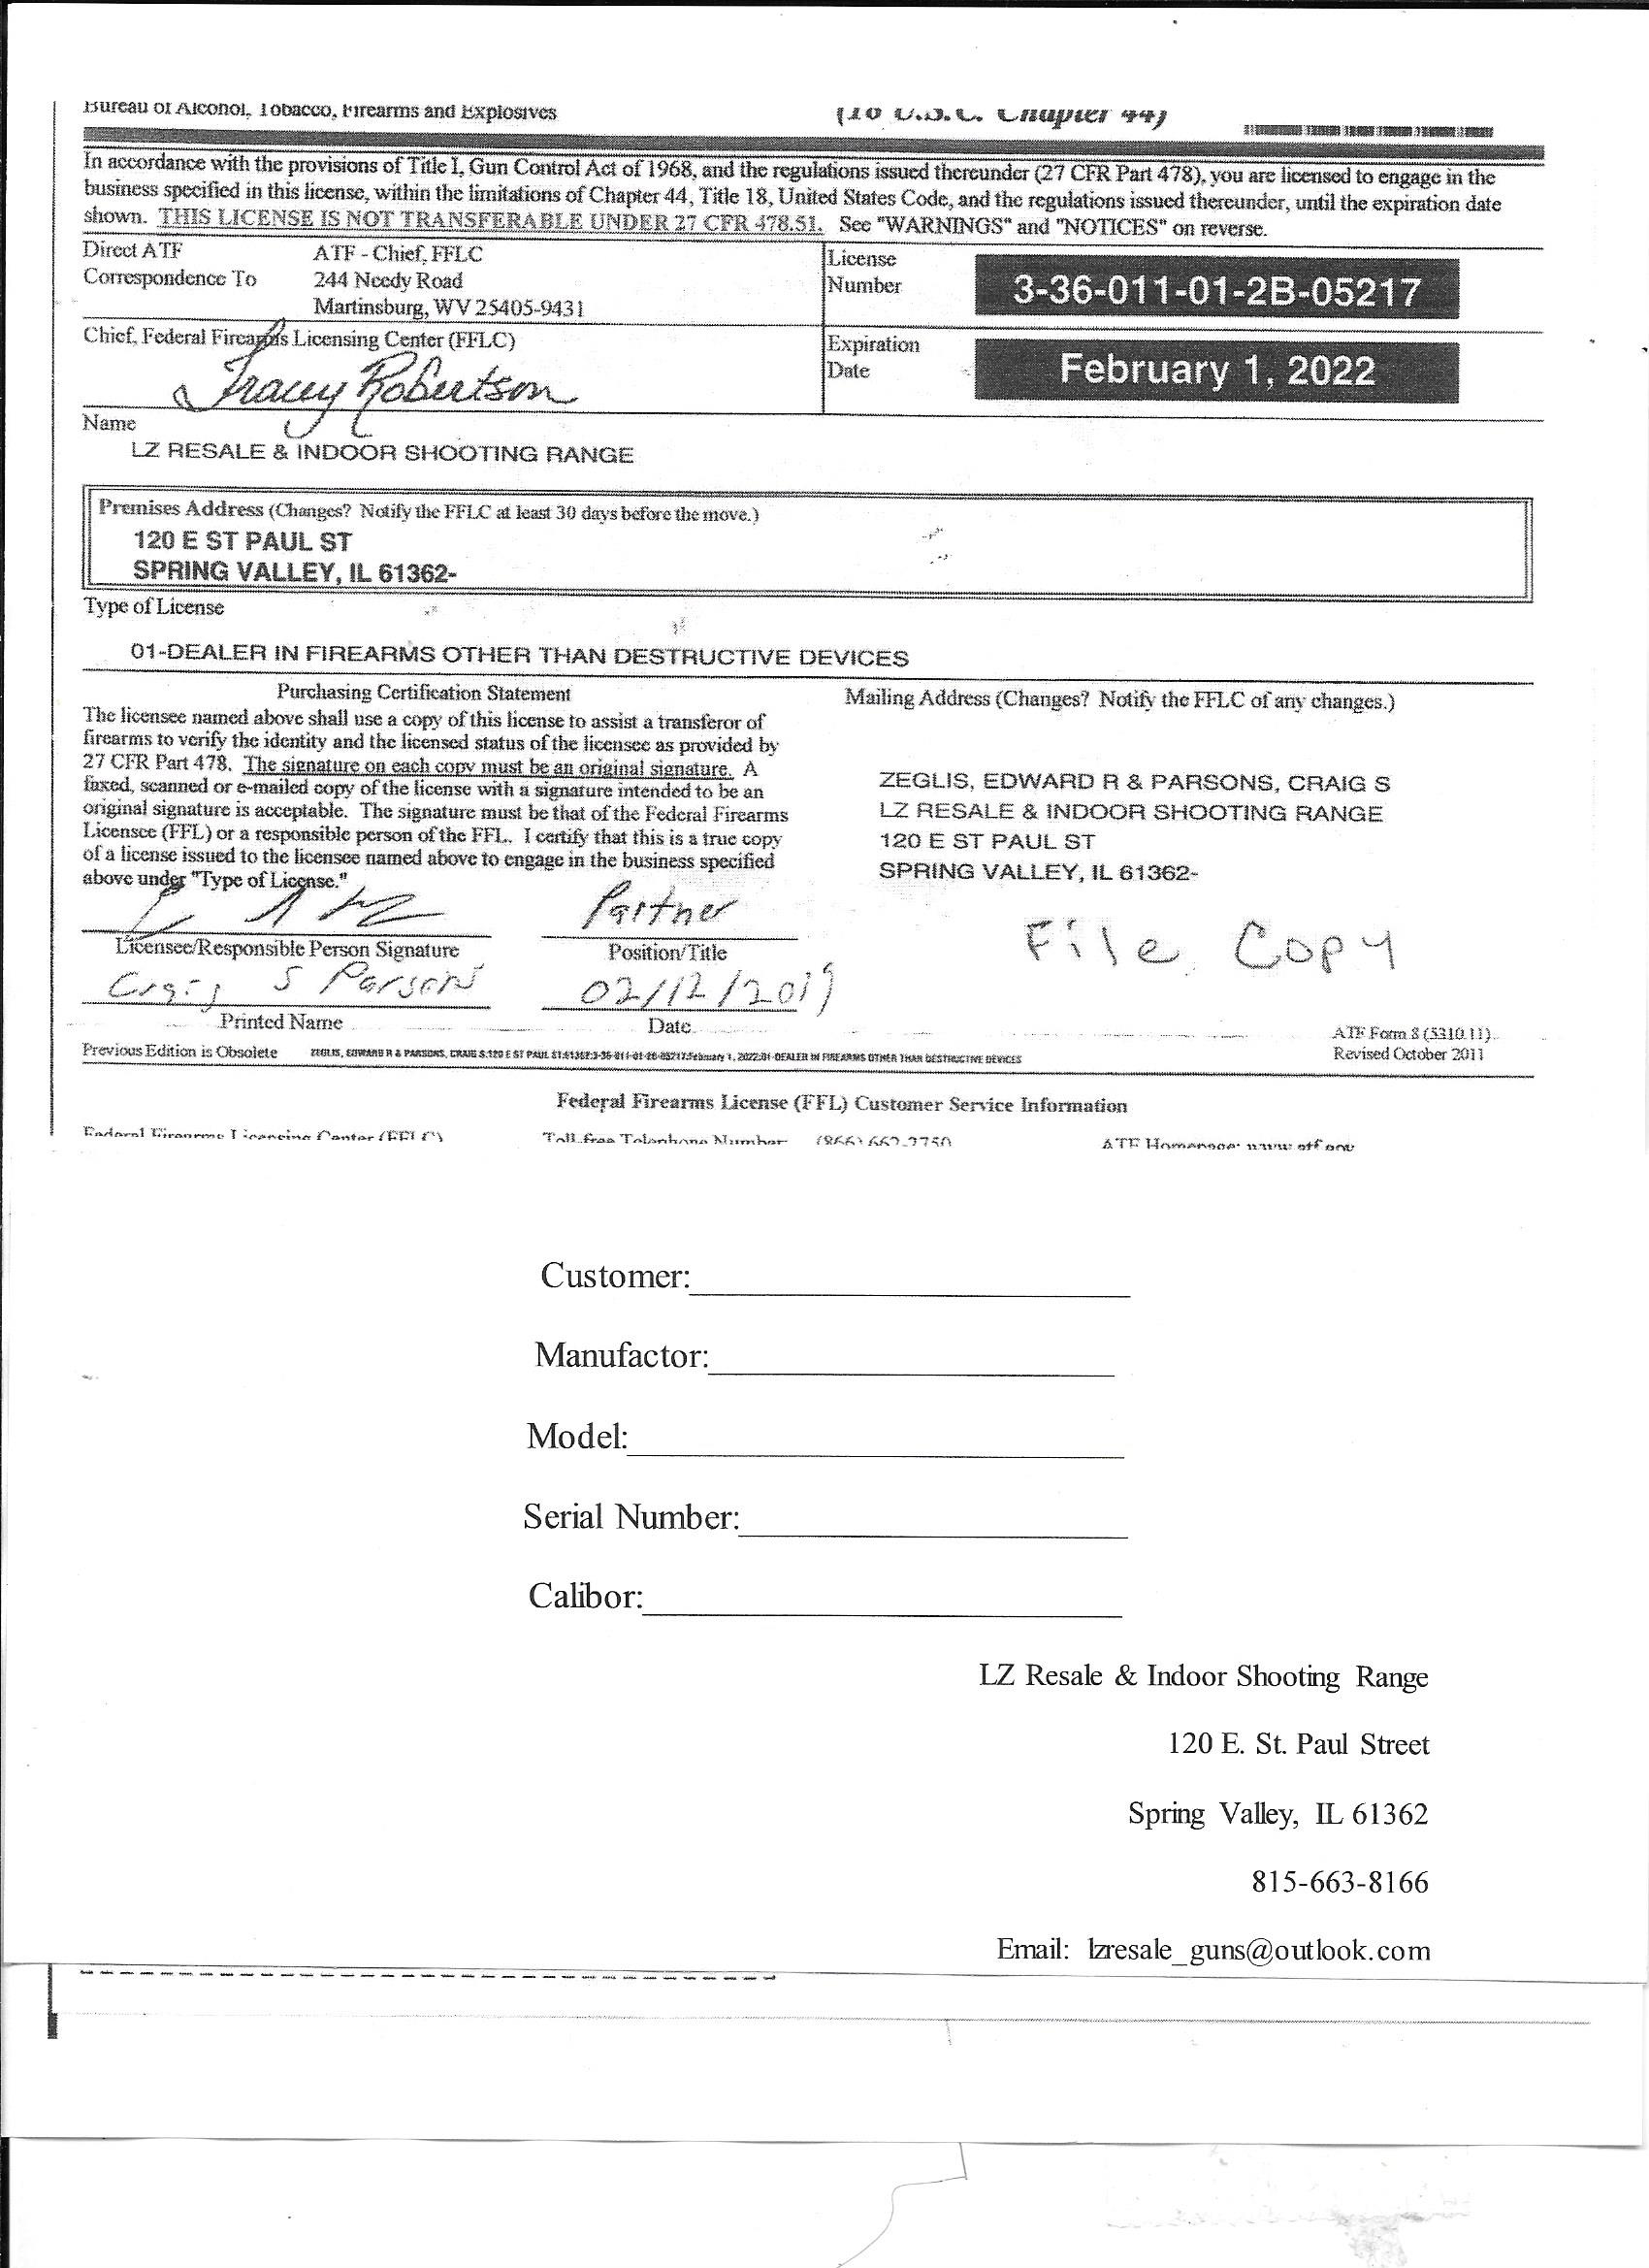 Bureau of Alcohol, Tobacco, Firearms and Explosives
(18 U.S.C. Chapter 44)
In accordance with the provisions of Title I, Gun Control Act of 1968, and the regulations issued thereunder (27 CFR Part 478), you are licensed to engage in the
business specified in this license, within the limitations of Chapter 44, Title 18, United States Code, and the regulations issued thereunder, until the expiration date
shown. THIS LICENSE IS NOT TRANSFERABLE UNDER 27 CFR 478.51. See "WARNINGS" and "NOTICES" on reverse.
Direct ATF
Correspondence To
ATF - Chief, FFLC
244 Needy Road
Martinsburg, WV 25405-9431
License
Number
3-36-011-01-2B-05217
Chief, Federal Firearms Licensing Center (FFLC)
Tracey Robertson
Expiration
Date
February 1, 2022
Name
LZ RESALE & INDOOR SHOOTING RANGE
Premises Address (Changes? Notify the FFLC at least 30 days before the move.)
120 E ST PAUL ST
SPRING VALLEY, IL 61362-
Type of License
01-DEALER IN FIREARMS OTHER THAN DESTRUCTIVE DEVICES
Purchasing Certification Statement
The licensee named above shall use a copy of this license to assist a transferor of
firearms to verify the identity and the licensed status of the licensee as provided by
27 CFR Part 478. The signature on each copy must be an original signature. A
faxed, scanned or e-mailed copy of the license with a signature intended to be an
original signature is acceptable. The signature must be that of the Federal Firearms
Licensee (FFL) or a responsible person of the FFL. I certify that this is a true copy
of a license issued to the licensee named above to engage in the business specified
above under "Type of License."
Mailing Address (Changes? Notify the FFLC of any changes.)
ZEGLIS, EDWARD R & PARSONS, CRAIG S
LZ RESALE & INDOOR SHOOTING RANGE
120 E ST PAUL ST
SPRING VALLEY, IL 61362-
Partner
Licensee/Responsible Person Signature
Position/Title
File Copy
Craig S Parsons
02/12/2019
Printed Name
Date
ATF Form 8 (5310.11)
Revised October 2011
Previous Edition is Obsolete
ZEGLIS, EDWARD R & PARSONS, CRAIG S:120 E ST PAUL ST:61362:3-36-011-01-2B-05217:February 1, 2022:01-DEALER IN FIREARMS OTHER THAN DESTRUCTIVE DEVICES
Federal Firearms License (FFL) Customer Service Information
Federal Firearms Licensing Center (FFLC)
Toll-free Telephone Number
(866) 662-2750
ATF Homepage: www.atf.gov
Customer:
Manufactor:
Model:
Serial Number:
Calibor:
LZ Resale & Indoor Shooting Range
120 E. St. Paul Street
Spring Valley, IL 61362
815-663-8166
Email: lzresale_guns@outlook.com